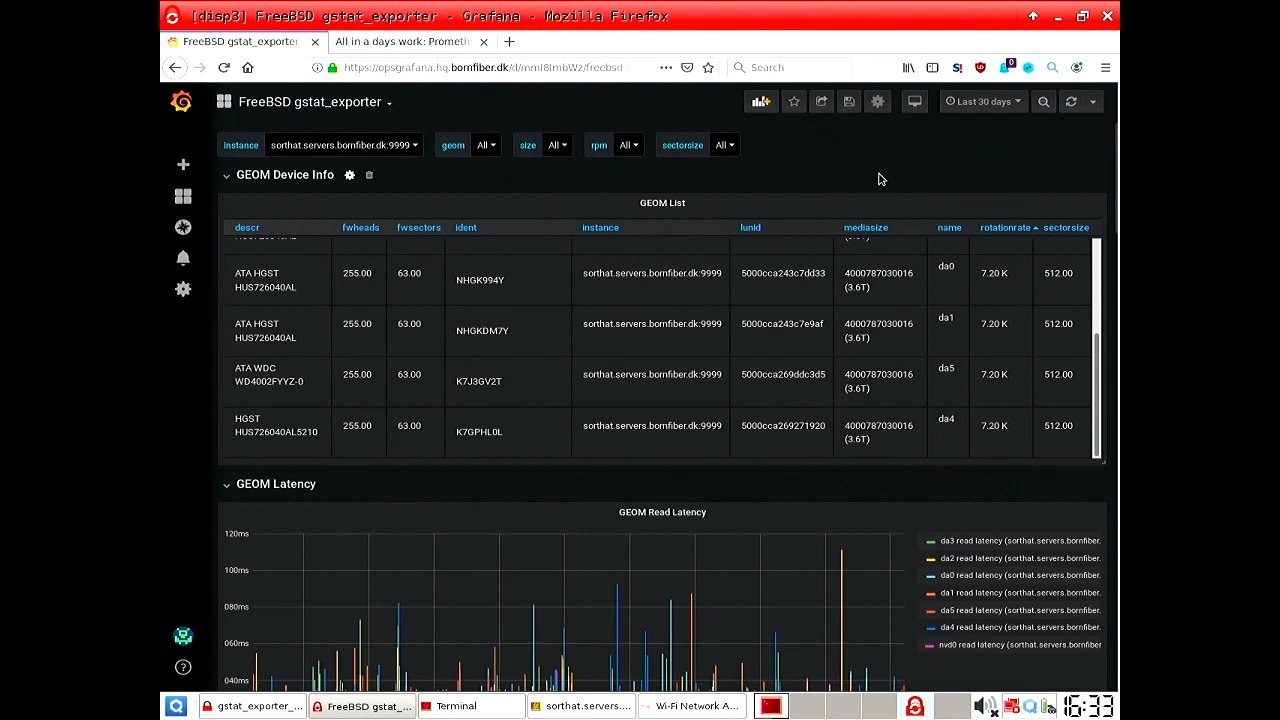 [disp3] FreeBSD gstat_exporter - Grafana - Mozilla Firefox
FreeBSD gstat_exporter
All in a days work: Prometh
https://opsgrafana.hq.bornfiber.dk/d/mmI8ImbWz/freebsd
Search
0
FreeBSD gstat_exporter
Last 30 days
instance sorthat.servers.bornfiber.dk:9999 geom All size All rpm All sectorsize All
GEOM Device Info
GEOM List
descr fwheads fwsectors ident instance lunid mediasize name rotationrate sectorsize
ATA HGST HUS726040AL 255.00 63.00 NHGK994Y sorthat.servers.bornfiber.dk:9999 5000cca243c7dd33 4000787030016 (3.6T) da0 7.20 K 512.00
ATA HGST HUS726040AL 255.00 63.00 NHGKDM7Y sorthat.servers.bornfiber.dk:9999 5000cca243c7e9af 4000787030016 (3.6T) da1 7.20 K 512.00
ATA WDC WD4002FYYZ-0 255.00 63.00 K7J3GV2T sorthat.servers.bornfiber.dk:9999 5000cca269ddc3d5 4000787030016 (3.6T) da5 7.20 K 512.00
HGST HUS726040AL5210 255.00 63.00 K7GPHL0L sorthat.servers.bornfiber.dk:9999 5000cca269271920 4000787030016 (3.6T) da4 7.20 K 512.00
GEOM Latency
GEOM Read Latency
120ms
100ms
080ms
060ms
040ms
da3 read latency (sorthat.servers.bornfiber.
da2 read latency (sorthat.servers.bornfiber.
da0 read latency (sorthat.servers.bornfiber.
da1 read latency (sorthat.servers.bornfiber.
da5 read latency (sorthat.servers.bornfiber.
da4 read latency (sorthat.servers.bornfiber.
nvd0 read latency (sorthat.servers.bornfiber
gstat_exporter_...
FreeBSD gstat_...
Terminal
sorthat.servers....
Wi-Fi Network A...
16:33